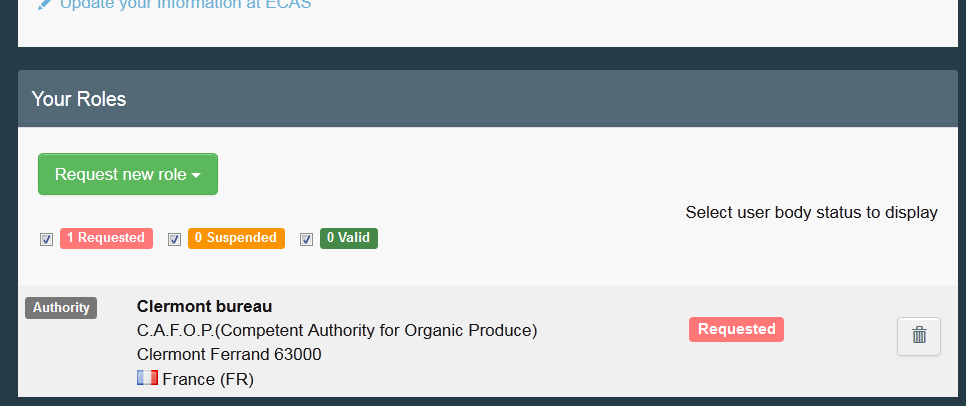 Update your information at ECAS
Your Roles
Request new role
Select user body status to display
1 Requested 0 Suspended 0 Valid
Authority
Clermont bureau
C.A.F.O.P.(Competent Authority for Organic Produce)
Clermont Ferrand 63000
France (FR)
Requested